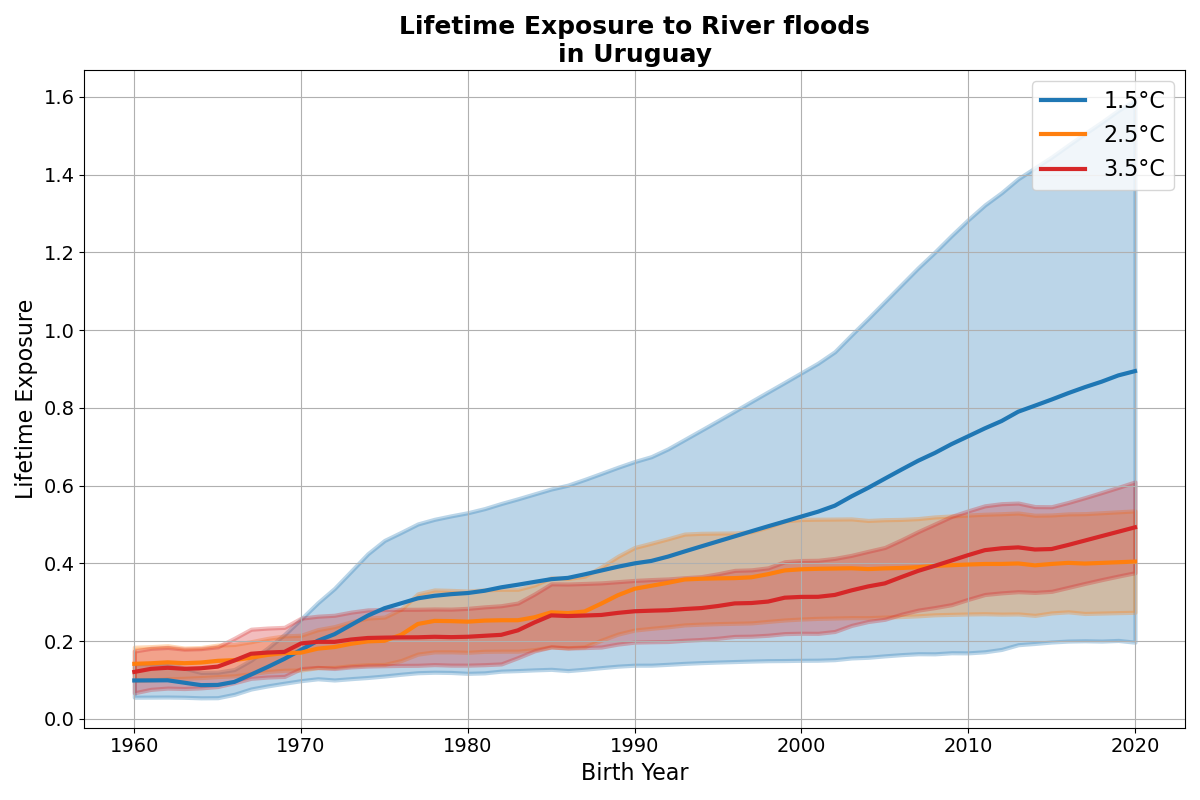 Lifetime Exposure to River floods
in Uruguay
1.5°C
2.5°C
3.5°C
Lifetime Exposure
1.6
1.4
1.2
1.0
0.8
0.6
0.4
0.2
0.0
1960
1970
1980
1990
2000
2010
2020
Birth Year